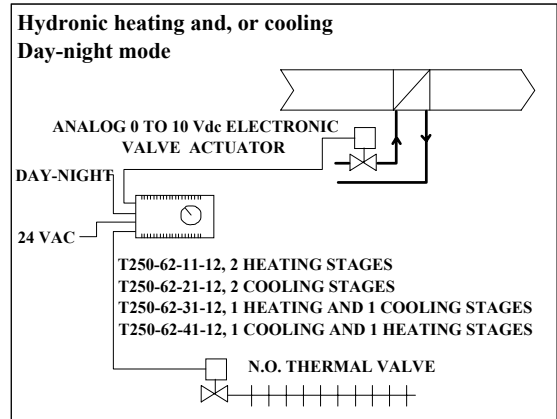 Hydronic heating and, or cooling
Day-night mode
ANALOG 0 TO 10 Vdc ELECTRONIC
VALVE ACTUATOR
DAY-NIGHT
24 VAC
T250-62-11-12, 2 HEATING STAGES
T250-62-21-12, 2 COOLING STAGES
T250-62-31-12, 1 HEATING AND 1 COOLING STAGES
T250-62-41-12, 1 COOLING AND 1 HEATING STAGES
N.O. THERMAL VALVE